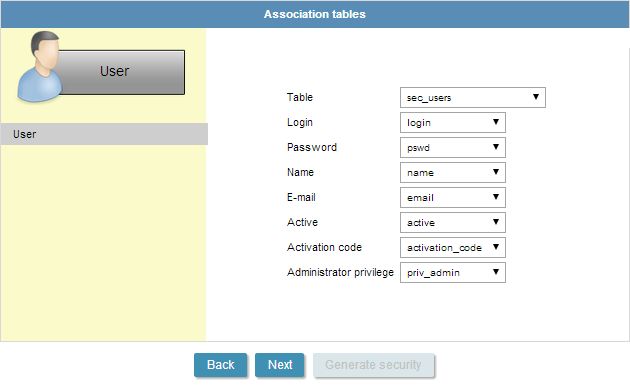 Association tables
User
User
Table sec_users
Login login
Password pswd
Name name
E-mail email
Active active
Activation code activation_code
Administrator privilege priv_admin
Back Next Generate security